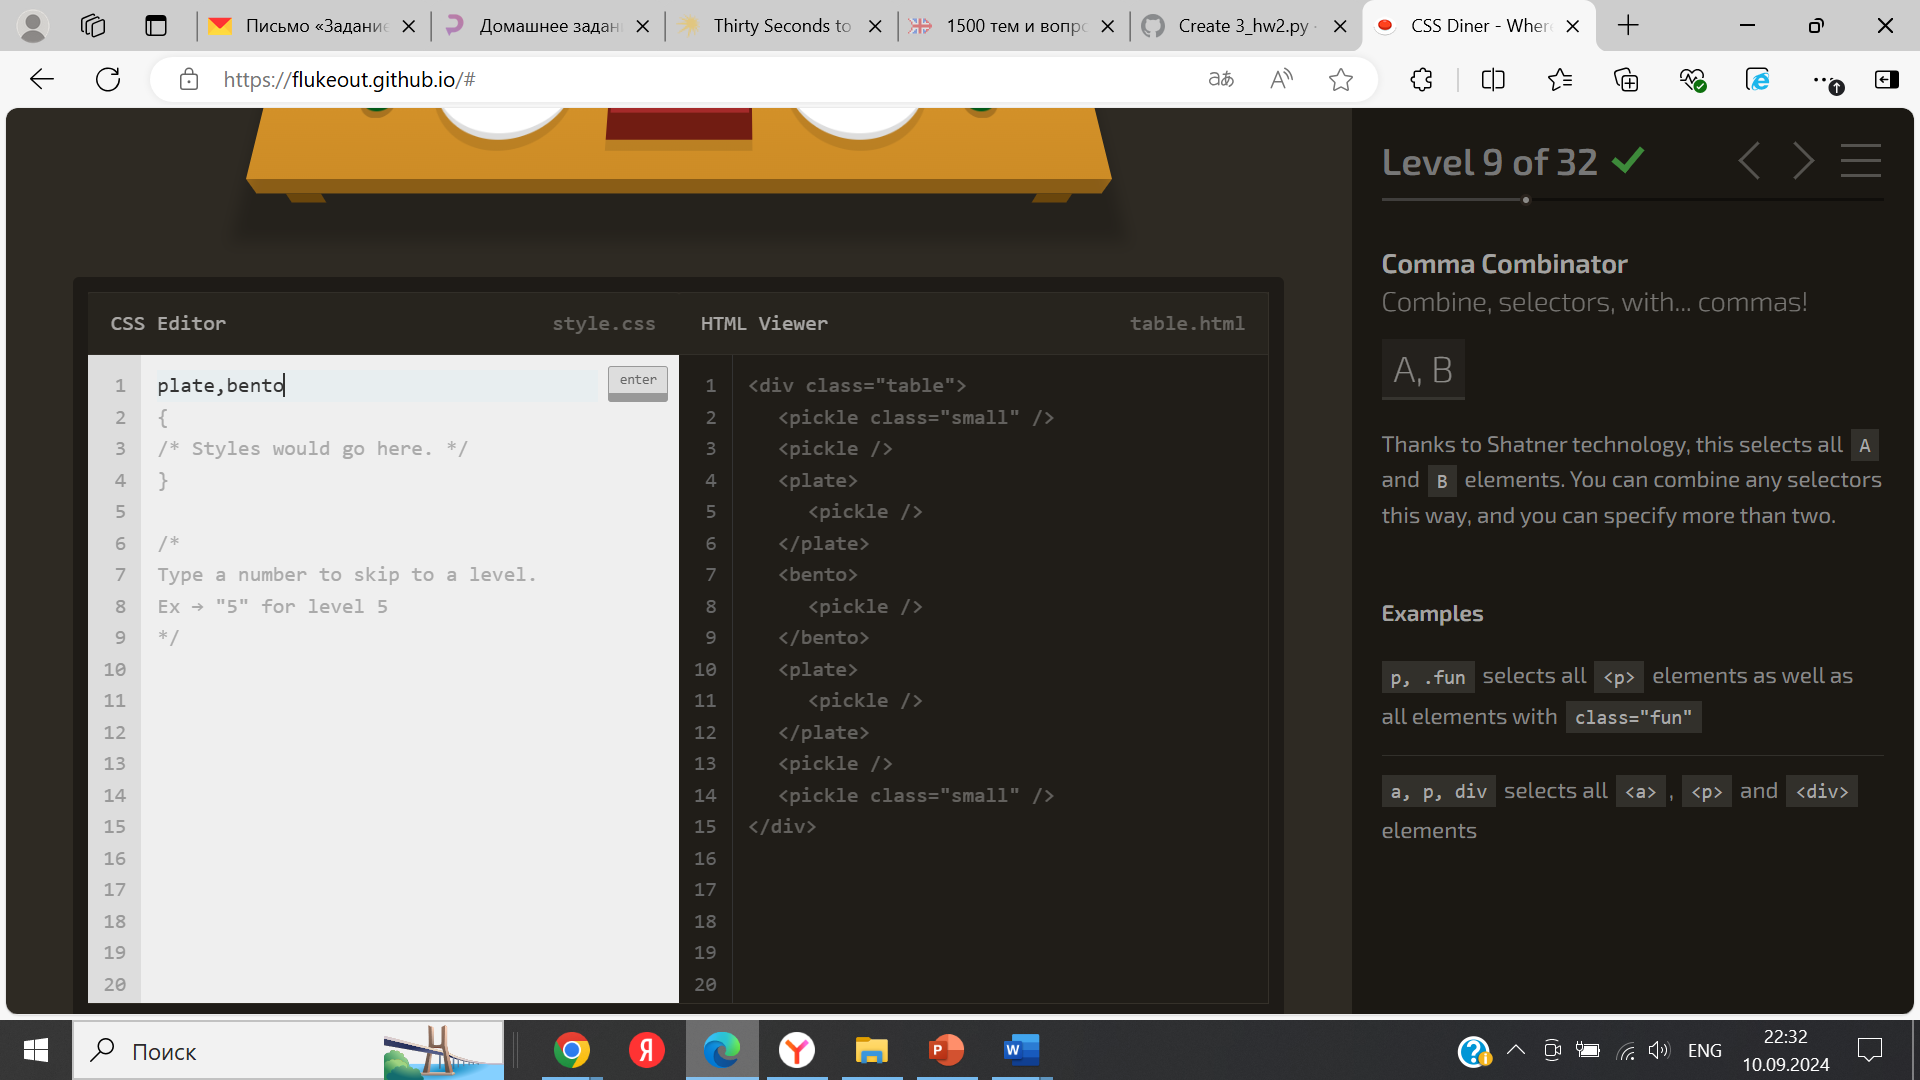 Письмо «Задание
Домашнее задани
Thirty Seconds to
1500 тем и вопро
Create 3_hw2.py ·
CSS Diner - Where
https://flukeout.github.io/#
Level 9 of 32
Comma Combinator
Combine, selectors, with... commas!
A, B
Thanks to Shatner technology, this selects all A
and B elements. You can combine any selectors
this way, and you can specify more than two.
Examples
p, .fun selects all <p> elements as well as
all elements with class="fun"
a, p, div selects all <a>, <p> and <div>
elements
CSS Editor style.css
1 plate,bento
2 {
3 /* Styles would go here. */
4 }
5
6 /*
7 Type a number to skip to a level.
8 Ex → "5" for level 5
9 */
10
11
12
13
14
15
16
17
18
19
20
enter
HTML Viewer table.html
1 <div class="table">
2 <pickle class="small" />
3 <pickle />
4 <plate>
5 <pickle />
6 </plate>
7 <bento>
8 <pickle />
9 </bento>
10 <plate>
11 <pickle />
12 </plate>
13 <pickle />
14 <pickle class="small" />
15 </div>
16
17
18
19
20
Поиск
ENG
22:32
10.09.2024